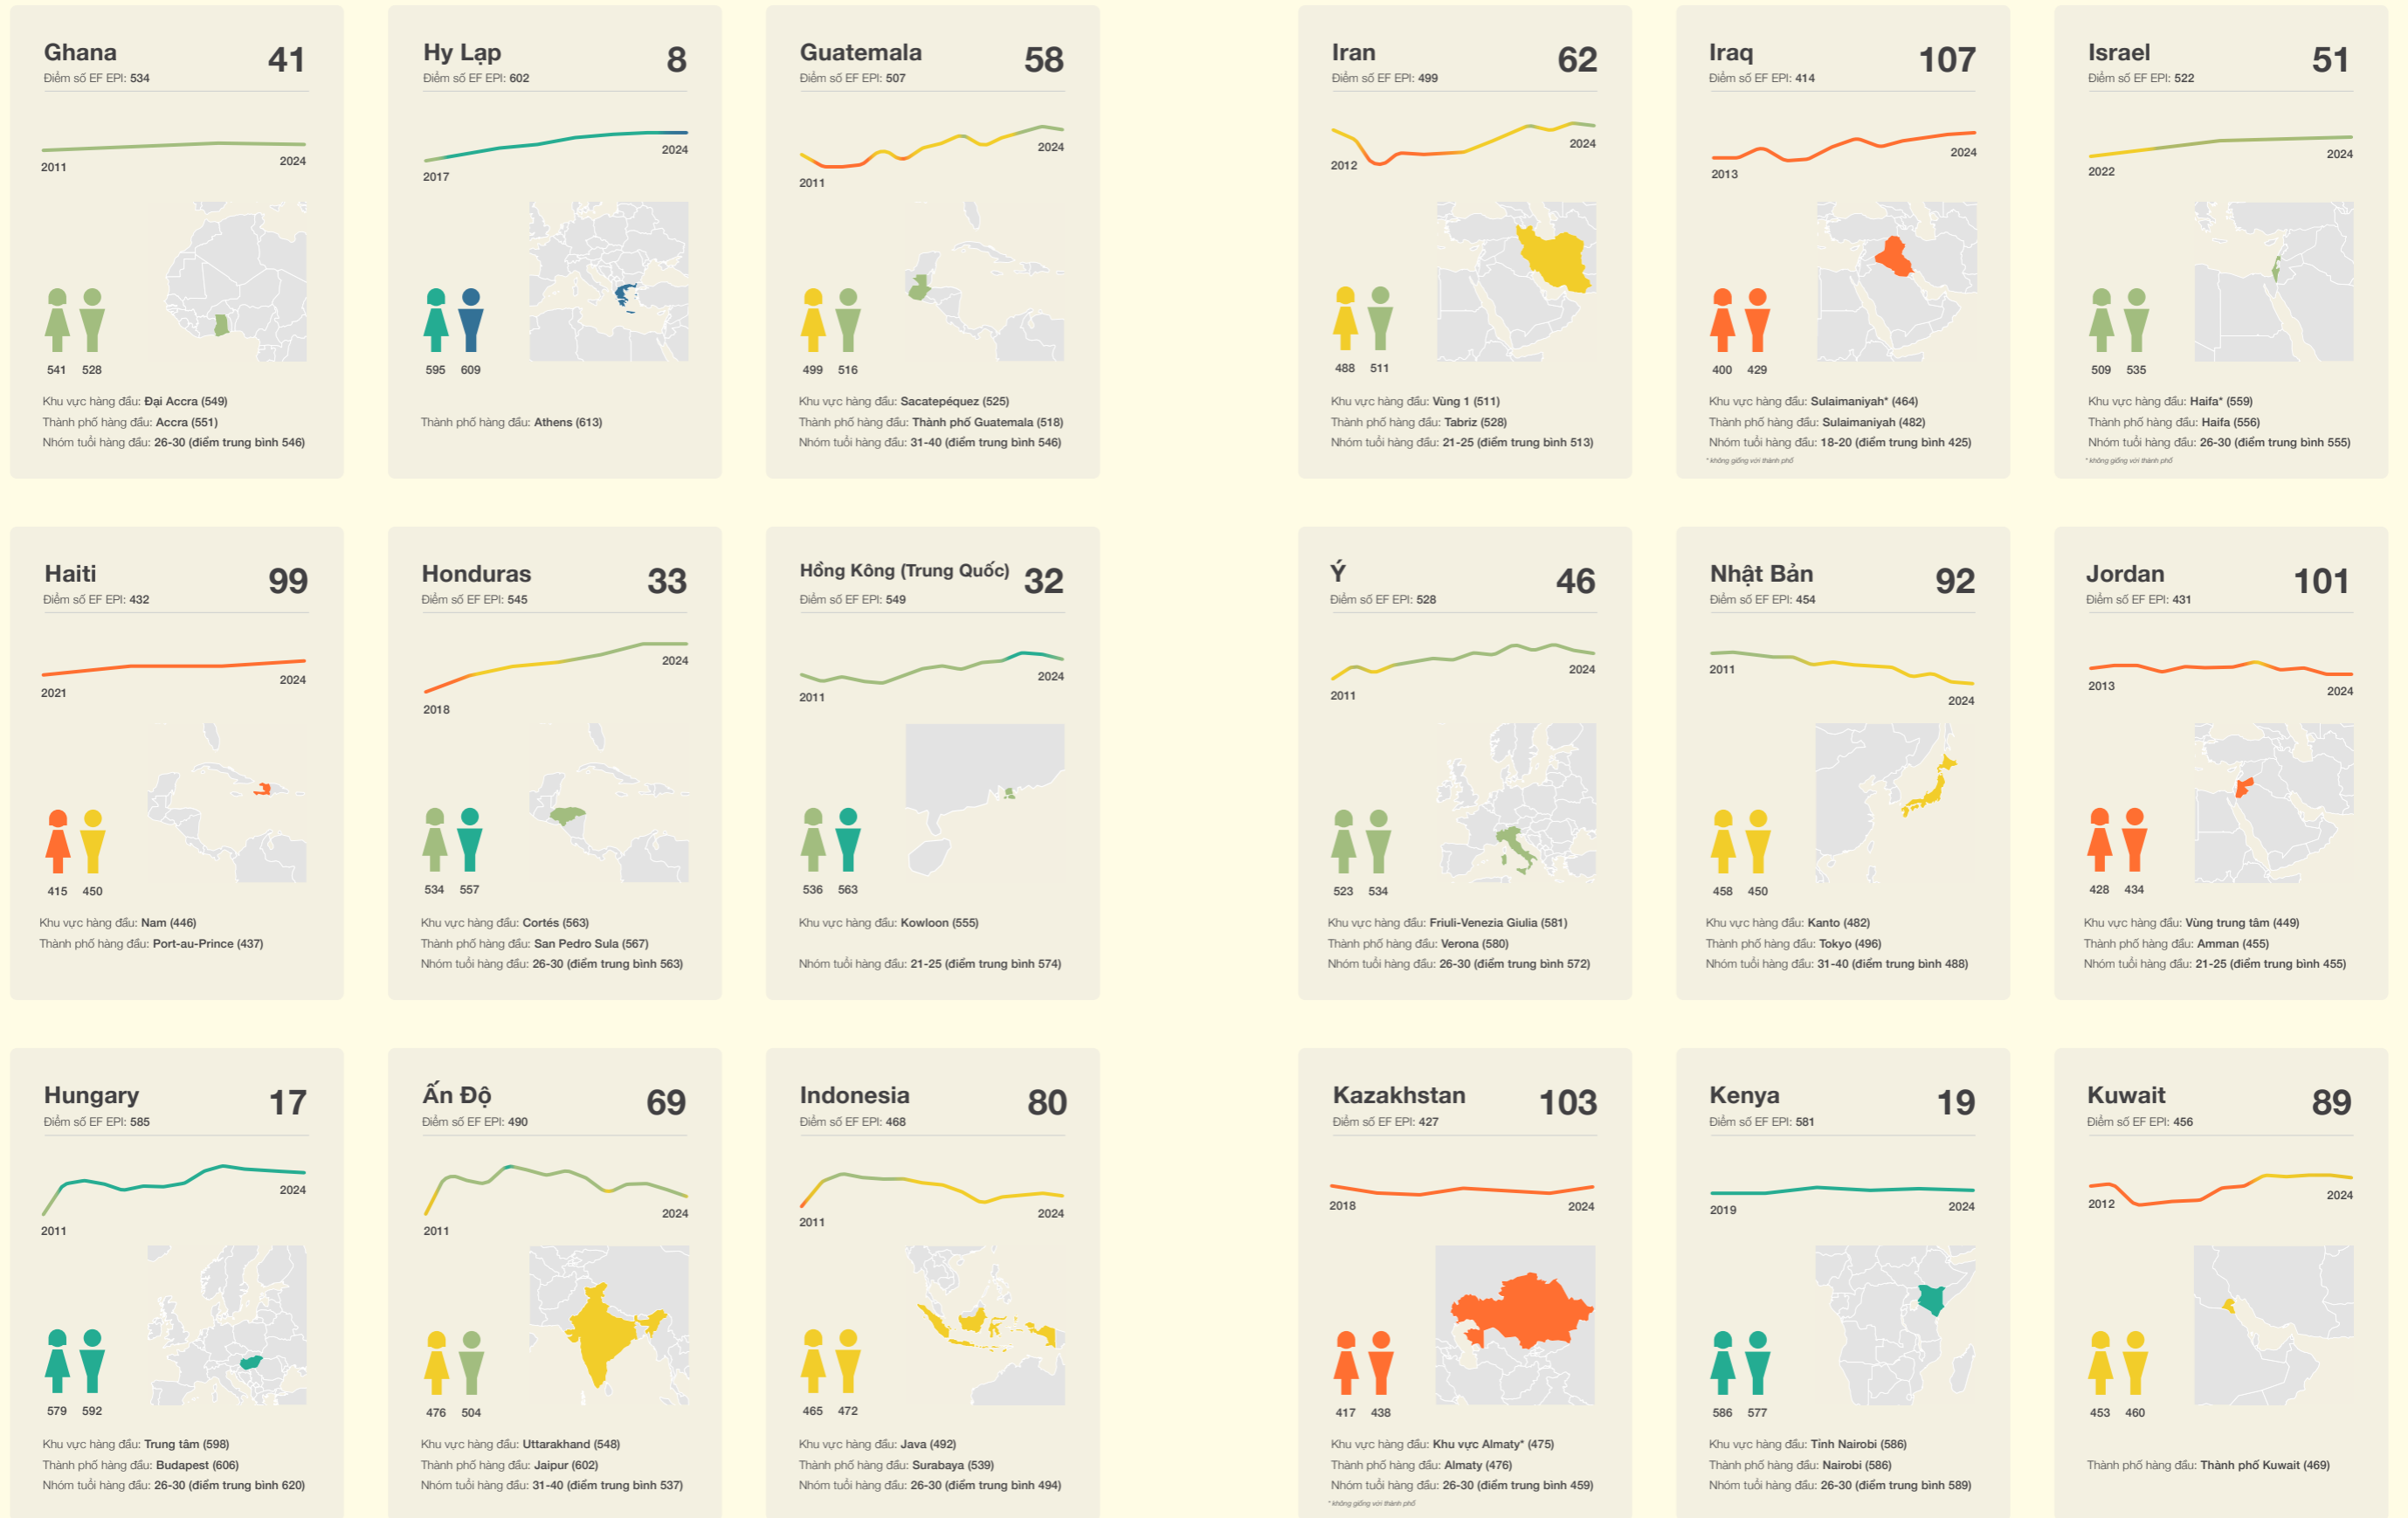 Ghana
41
Điểm số EF EPI: 534
2011
2024
541 528
Khu vực hàng đầu: Đại Accra (549)
Thành phố hàng đầu: Accra (551)
Nhóm tuổi hàng đầu: 26-30 (điểm trung bình 546)
Hy Lạp
8
Điểm số EF EPI: 602
2017
2024
595 609
Thành phố hàng đầu: Athens (613)
Guatemala
58
Điểm số EF EPI: 507
2011
2024
499 516
Khu vực hàng đầu: Sacatepéquez (525)
Thành phố hàng đầu: Thành phố Guatemala (518)
Nhóm tuổi hàng đầu: 31-40 (điểm trung bình 546)
Iran
62
Điểm số EF EPI: 499
2012
2024
488 511
Khu vực hàng đầu: Vùng 1 (511)
Thành phố hàng đầu: Tabriz (528)
Nhóm tuổi hàng đầu: 21-25 (điểm trung bình 513)
Iraq
107
Điểm số EF EPI: 414
2013
2024
400 429
Khu vực hàng đầu: Sulaimaniyah* (464)
Thành phố hàng đầu: Sulaimaniyah (482)
Nhóm tuổi hàng đầu: 18-20 (điểm trung bình 425)
* không giống với thành phố
Israel
51
Điểm số EF EPI: 522
2022
2024
509 535
Khu vực hàng đầu: Haifa* (559)
Thành phố hàng đầu: Haifa (556)
Nhóm tuổi hàng đầu: 26-30 (điểm trung bình 555)
* không giống với thành phố
Haiti
99
Điểm số EF EPI: 432
2021
2024
415 450
Khu vực hàng đầu: Nam (446)
Thành phố hàng đầu: Port-au-Prince (437)
Honduras
33
Điểm số EF EPI: 545
2018
2024
534 557
Khu vực hàng đầu: Cortés (563)
Thành phố hàng đầu: San Pedro Sula (567)
Nhóm tuổi hàng đầu: 26-30 (điểm trung bình 563)
Hồng Kông (Trung Quốc)
32
Điểm số EF EPI: 549
2011
2024
536 563
Khu vực hàng đầu: Kowloon (555)
Nhóm tuổi hàng đầu: 21-25 (điểm trung bình 574)
Ý
46
Điểm số EF EPI: 528
2011
2024
523 534
Khu vực hàng đầu: Friuli-Venezia Giulia (581)
Thành phố hàng đầu: Verona (580)
Nhóm tuổi hàng đầu: 26-30 (điểm trung bình 572)
Nhật Bản
92
Điểm số EF EPI: 454
2011
2024
458 450
Khu vực hàng đầu: Kanto (482)
Thành phố hàng đầu: Tokyo (496)
Nhóm tuổi hàng đầu: 31-40 (điểm trung bình 488)
Jordan
101
Điểm số EF EPI: 431
2013
2024
428 434
Khu vực hàng đầu: Vùng trung tâm (449)
Thành phố hàng đầu: Amman (455)
Nhóm tuổi hàng đầu: 21-25 (điểm trung bình 455)
Hungary
17
Điểm số EF EPI: 585
2011
2024
579 592
Khu vực hàng đầu: Trung tâm (598)
Thành phố hàng đầu: Budapest (606)
Nhóm tuổi hàng đầu: 26-30 (điểm trung bình 620)
Ấn Độ
69
Điểm số EF EPI: 490
2011
2024
476 504
Khu vực hàng đầu: Uttarakhand (548)
Thành phố hàng đầu: Jaipur (602)
Nhóm tuổi hàng đầu: 31-40 (điểm trung bình 537)
Indonesia
80
Điểm số EF EPI: 468
2011
2024
465 472
Khu vực hàng đầu: Java (492)
Thành phố hàng đầu: Surabaya (539)
Nhóm tuổi hàng đầu: 26-30 (điểm trung bình 494)
Kazakhstan
103
Điểm số EF EPI: 427
2018
2024
417 438
Khu vực hàng đầu: Khu vực Almaty* (475)
Thành phố hàng đầu: Almaty (476)
Nhóm tuổi hàng đầu: 26-30 (điểm trung bình 459)
* không giống với thành phố
Kenya
19
Điểm số EF EPI: 581
2019
2024
586 577
Khu vực hàng đầu: Tỉnh Nairobi (586)
Thành phố hàng đầu: Nairobi (586)
Nhóm tuổi hàng đầu: 26-30 (điểm trung bình 589)
Kuwait
89
Điểm số EF EPI: 456
2012
2024
453 460
Thành phố hàng đầu: Thành phố Kuwait (469)